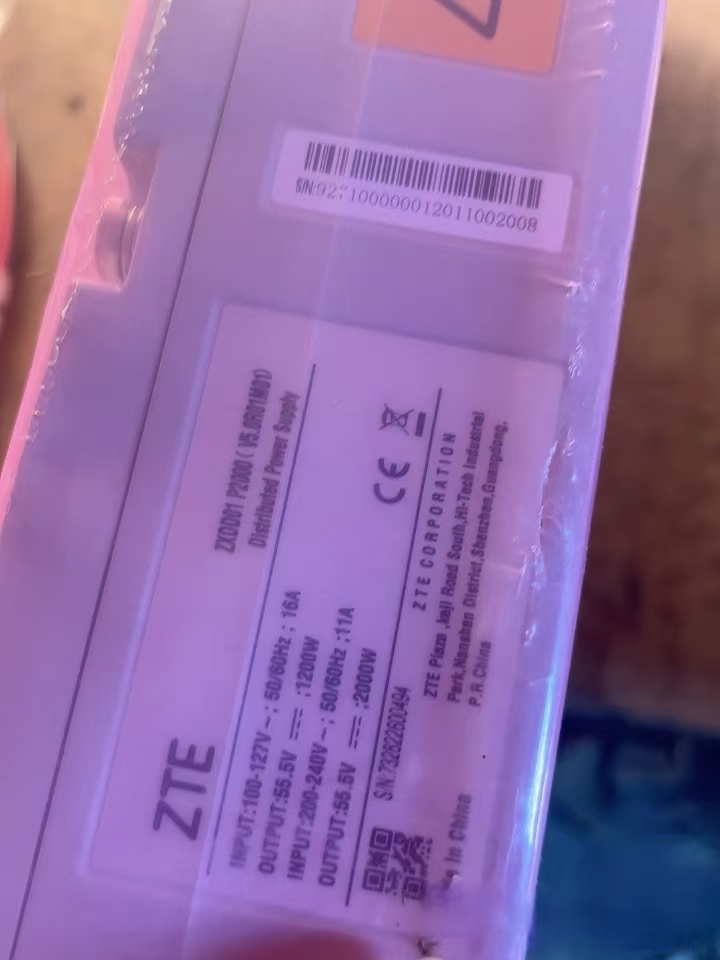 Z
S/N:927100000012011002008
ZTE
ZXDD01 P2000 ( V5.0R01M01)
Distributed Power Supply
INPUT:100-127V ~; 50/60Hz ; 16A
OUTPUT:55.5V ⎓ ;1200W
INPUT:200-240V ~; 50/60Hz ;11A
OUTPUT:55.5V ⎓ ;2000W
CE
S/N:732822600494
ZTE CORPORATION
ZTE Plaza ,keji Road South,Hi-Tech Industrial
Park,Nanshan District,Shenzhen,Guangdong,
P.R.China
In China